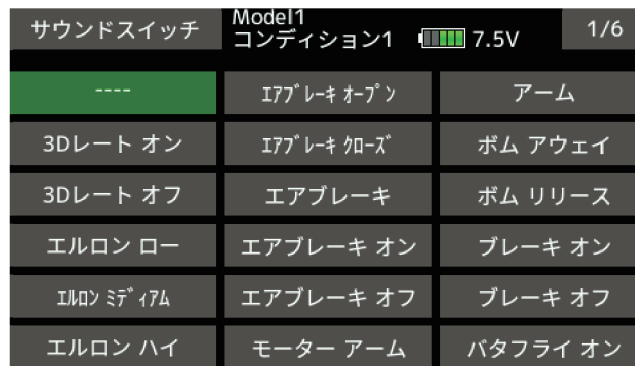 サウンドスイッチ
Model1
コンディション1 7.5V
1/6
---- エアブレーキ オープン アーム
3Dレート オン エアブレーキ クローズ ボム アウェイ
3Dレート オフ エアブレーキ ボム リリース
エルロン ロー エアブレーキ オン ブレーキ オン
エルロン ミディアム エアブレーキ オフ ブレーキ オフ
エルロン ハイ モーター アーム バタフライ オン